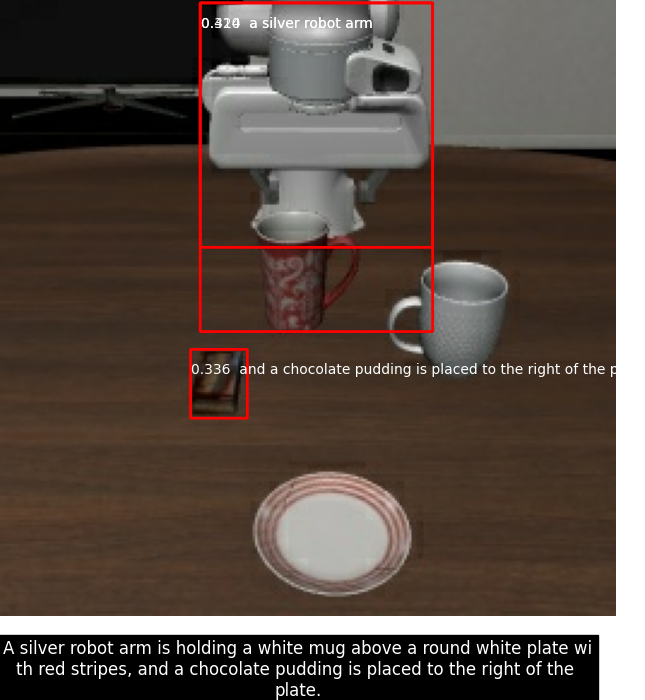 a silver robot arm
0.336 and a chocolate pudding is placed to the right of the p
A silver robot arm is holding a white mug above a round white plate wi
th red stripes, and a chocolate pudding is placed to the right of the
plate.